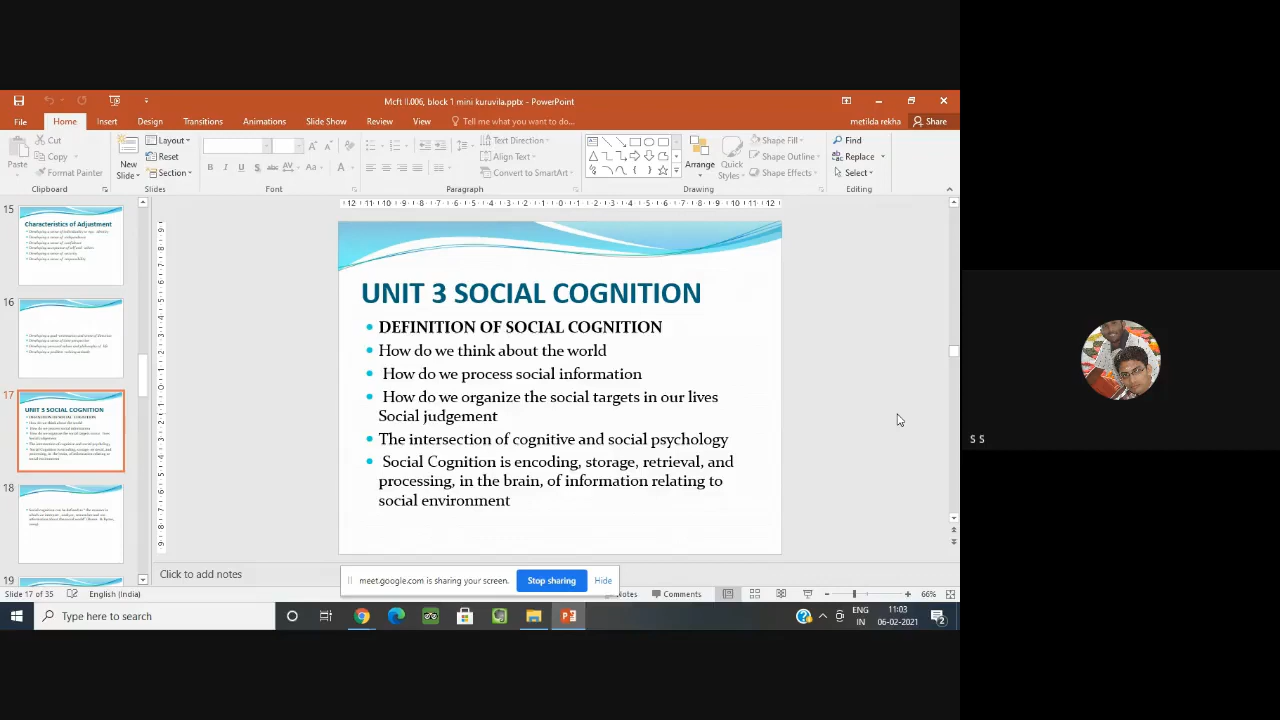 Mcft II.006, block 1 mini kuruvila.pptx - PowerPoint
File Home Insert Design Transitions Animations Slide Show Review View Tell me what you want to do... metilda rekha Share
Cut
Copy
Format Painter
Paste
Clipboard
New
Slide
Layout
Reset
Section
Slides
Font
Text Direction
Align Text
Convert to SmartArt
Paragraph
Arrange
Quick
Styles
Shape Fill
Shape Outline
Shape Effects
Drawing
Find
Replace
Select
Editing
15
Characteristics of Adjustment
16
17
UNIT 3 SOCIAL COGNITION
18
19
UNIT 3 SOCIAL COGNITION
DEFINITION OF SOCIAL COGNITION
How do we think about the world
How do we process social information
How do we organize the social targets in our lives
Social judgement
The intersection of cognitive and social psychology
Social Cognition is encoding, storage, retrieval, and
processing, in the brain, of information relating to
social environment
S S
Click to add notes
meet.google.com is sharing your screen. Stop sharing Hide
Slide 17 of 35 English (India) Notes Comments 66%
Type here to search
ENG
IN
11:03
06-02-2021
2